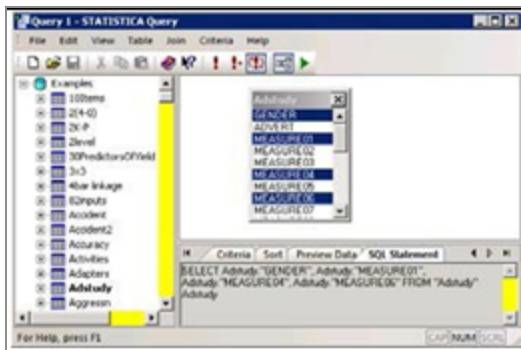 Query 1 - STATISTICA Query
File Edit View Table Join Criteria Help
Examples
10Items
2(4-0)
2K-P
2level
30PredictorsOfYield
3x3
4bar linkage
82inputs
Accident
Accident2
Accuracy
Activities
Adapters
Adstudy
Aggressn
Adstudy
GENDER
ADVERT
MEASURE01
MEASURE02
MEASURE03
MEASURE04
MEASURE05
MEASURE06
MEASURE07
Criteria Sort Preview Data SQL Statement
SELECT Adstudy."GENDER", Adstudy."MEASURE01",
Adstudy."MEASURE04", Adstudy."MEASURE06" FROM "Adstudy"
Adstudy
For Help, press F1
CAP NUM SCRL